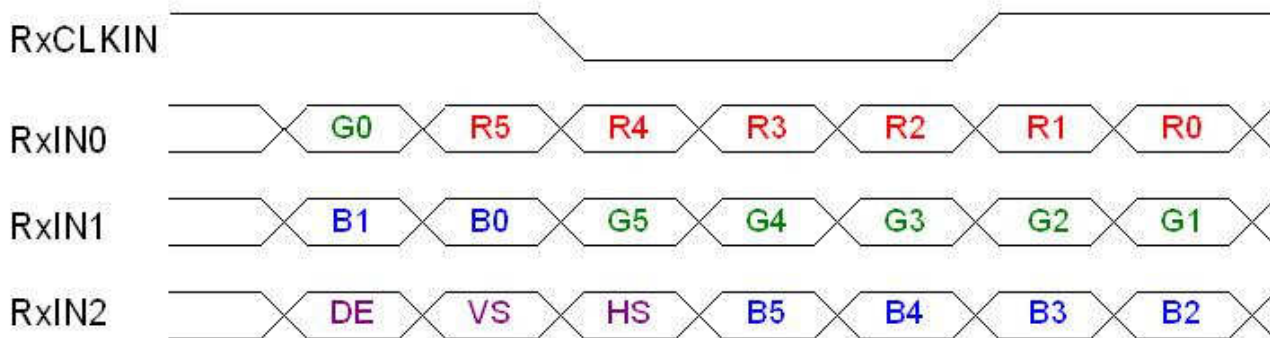 RxCLKIN
RxIN0 G0 R5 R4 R3 R2 R1 R0
RxIN1 B1 B0 G5 G4 G3 G2 G1
RxIN2 DE VS HS B5 B4 B3 B2